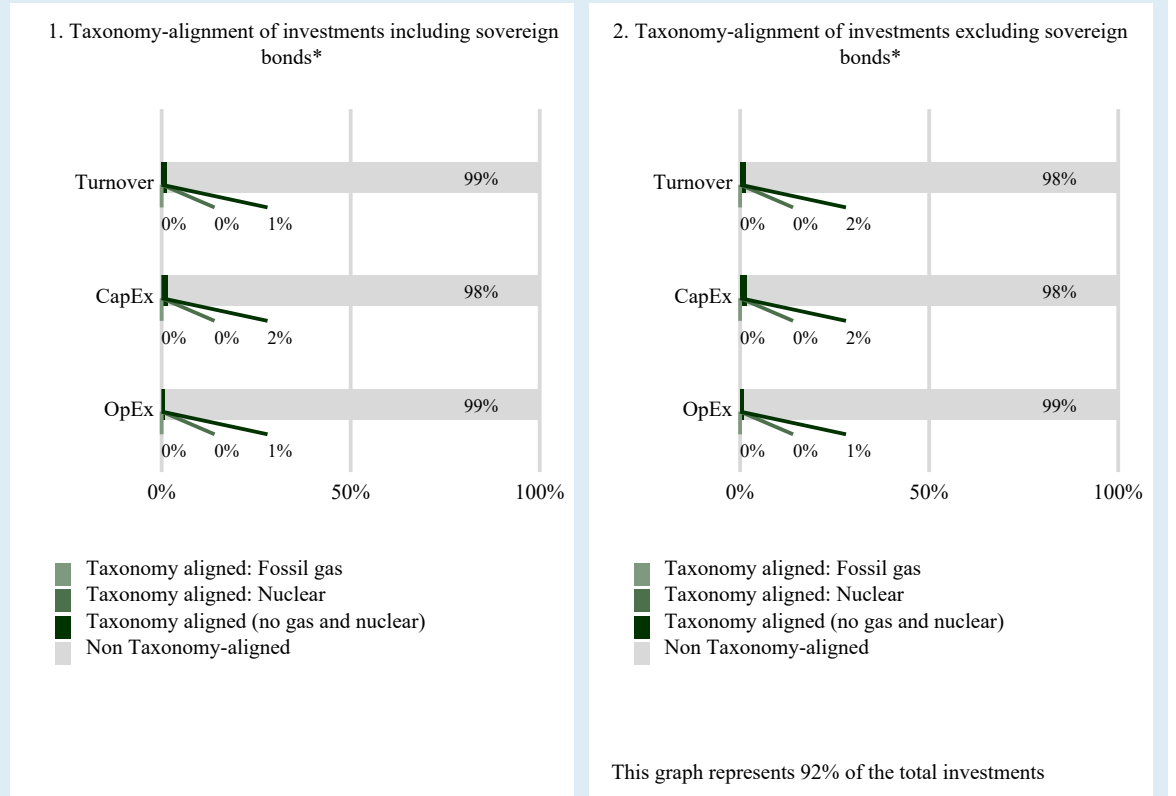 1. Taxonomy-alignment of investments including sovereign
bonds*
Turnover
99%
0% 0% 1%
CapEx
98%
0% 0% 2%
OpEx
99%
0% 0% 1%
0% 50% 100%
Taxonomy aligned: Fossil gas
Taxonomy aligned: Nuclear
Taxonomy aligned (no gas and nuclear)
Non Taxonomy-aligned
2. Taxonomy-alignment of investments excluding sovereign
bonds*
Turnover
98%
0% 0% 2%
CapEx
98%
0% 0% 2%
OpEx
99%
0% 0% 1%
0% 50% 100%
Taxonomy aligned: Fossil gas
Taxonomy aligned: Nuclear
Taxonomy aligned (no gas and nuclear)
Non Taxonomy-aligned
This graph represents 92% of the total investments